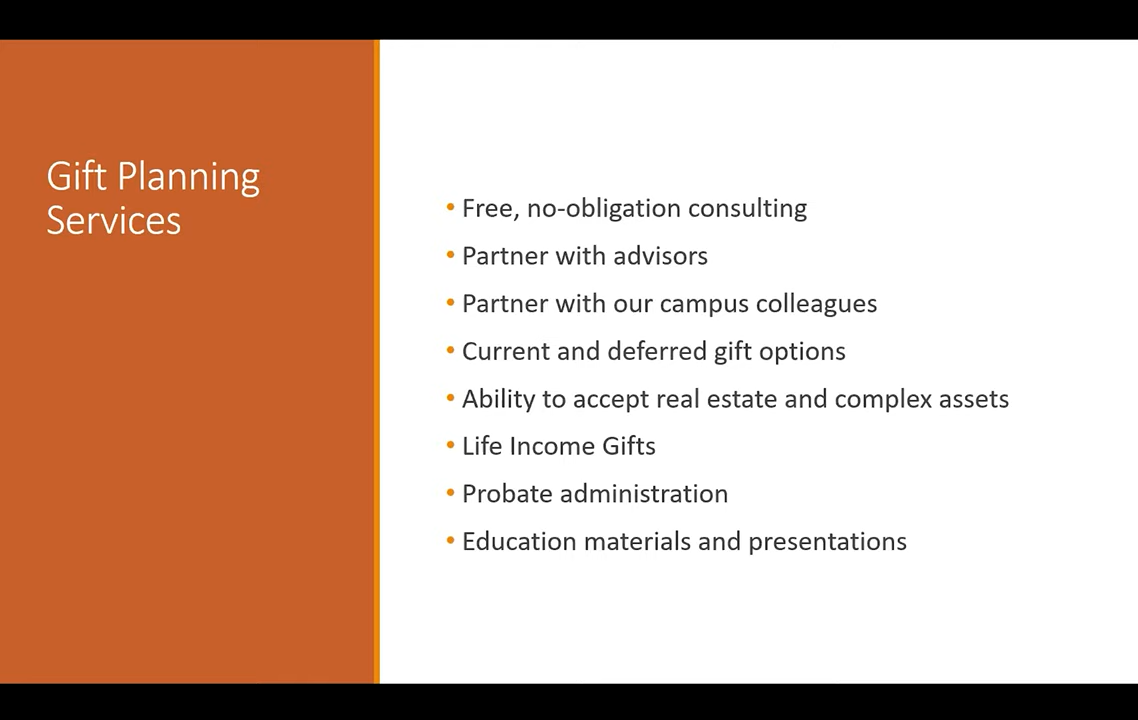 Gift Planning
Services
• Free, no-obligation consulting
• Partner with advisors
• Partner with our campus colleagues
• Current and deferred gift options
• Ability to accept real estate and complex assets
• Life Income Gifts
• Probate administration
• Education materials and presentations